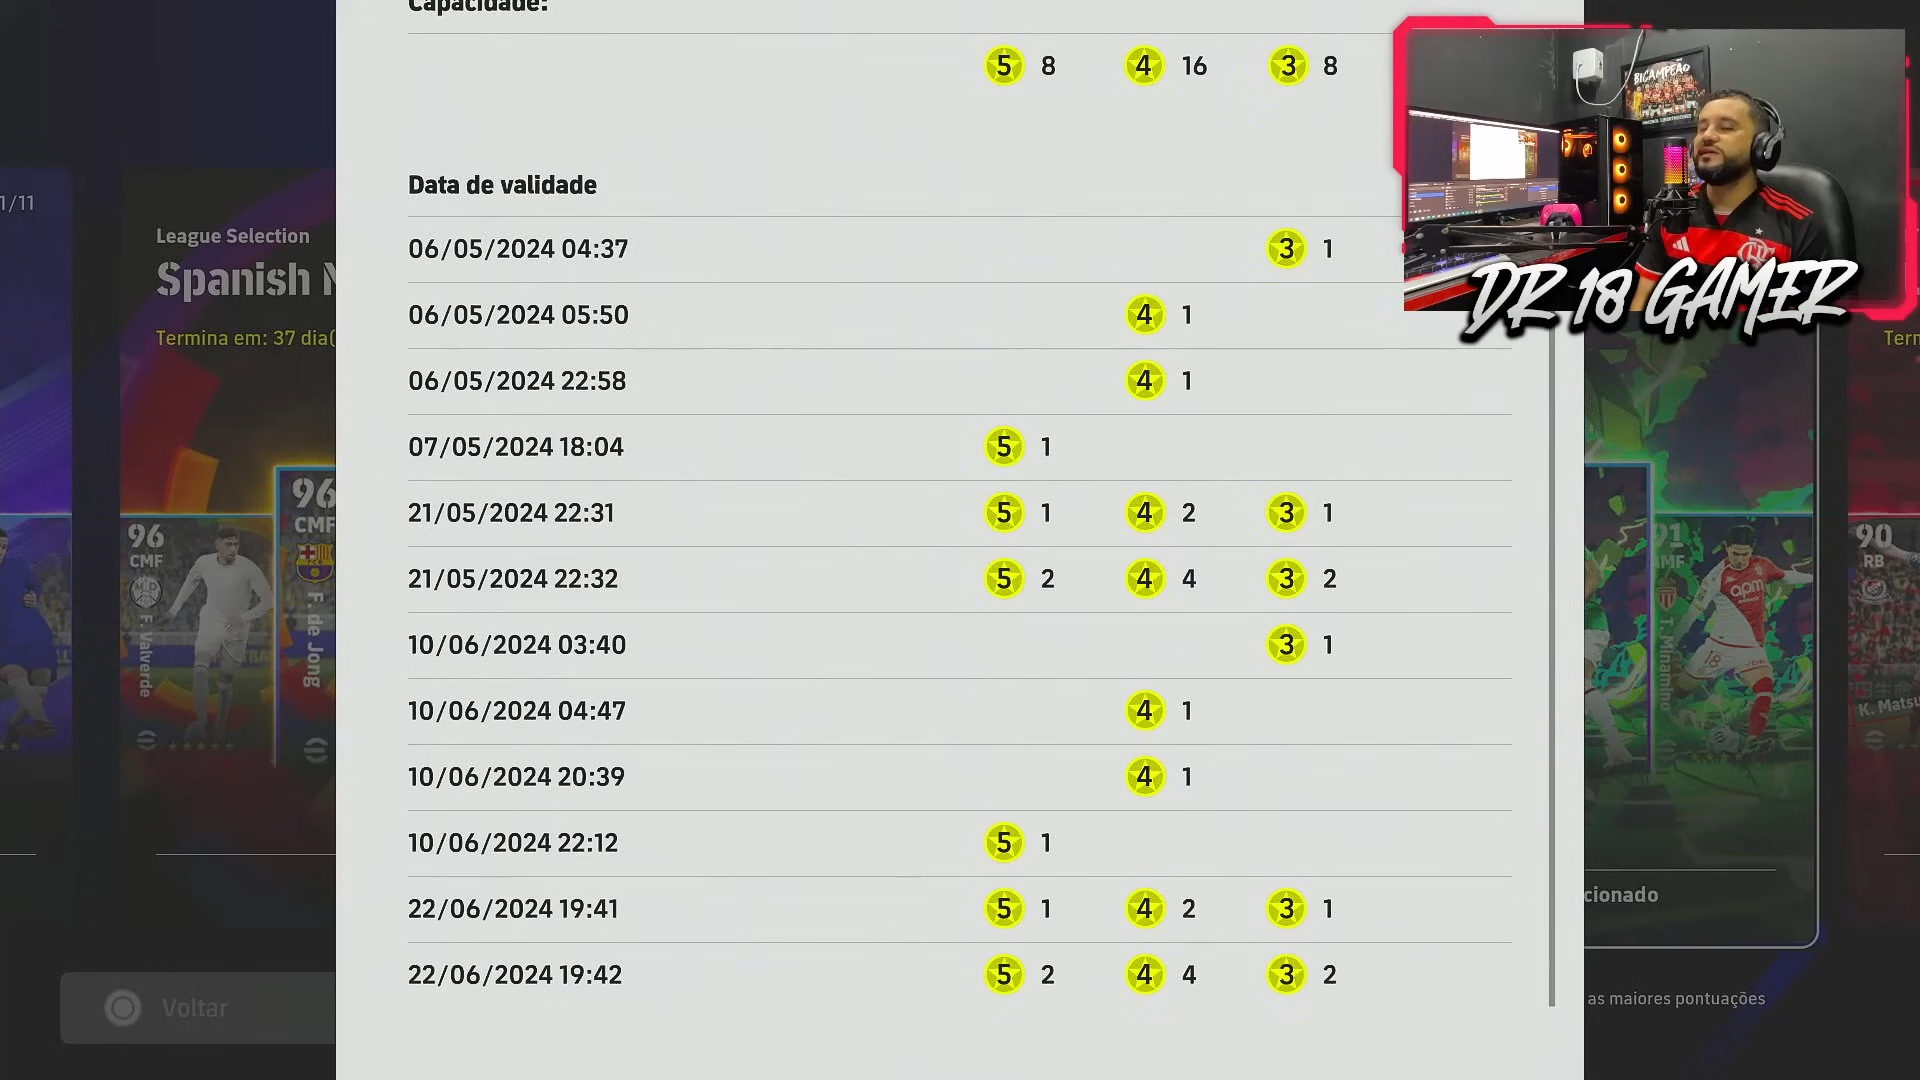 Capacidade:
5 8 4 16 3 8
Data de validade
06/05/2024 04:37 3 1
06/05/2024 05:50 4 1
06/05/2024 22:58 4 1
07/05/2024 18:04 5 1
21/05/2024 22:31 5 1 4 2 3 1
21/05/2024 22:32 5 2 4 4 3 2
10/06/2024 03:40 3 1
10/06/2024 04:47 4 1
10/06/2024 20:39 4 1
10/06/2024 22:12 5 1
22/06/2024 19:41 5 1 4 2 3 1
22/06/2024 19:42 5 2 4 4 3 2
1/11
League Selection
Spanish
Termina em: 37 dia(
96
CMF
F. Valverde
96
CMF
F. de Jong
Voltar
BICAMPEÃO
DR 18 GAMER
Term
91
MF
T. Minamino
apm
18
90
RB
K. Matsu
cionado
as maiores pontuações